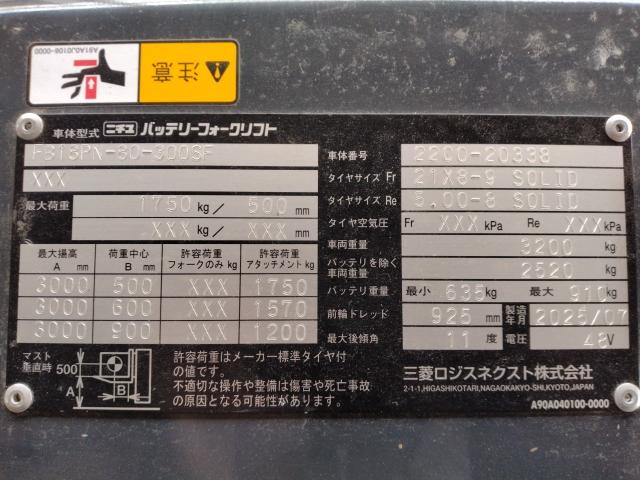 A91AJ0106-0000
注意
車体型式 ニチユ バッテリーフォークリフト
FB15PN-80-300SF
XXX
最大荷重 1750 kg／ 500 mm
XXX kg／ XXX mm
最大揚高 A mm 荷重中心 B mm 許容荷重 フォークのみ kg 許容荷重 アタッチメント kg
3000 500 XXX 1750
3000 600 XXX 1570
3000 900 XXX 1200
マスト垂直時 500 A B
許容荷重はメーカー標準タイヤ付
の値です。
不適切な操作や整備は傷害や死亡事故
の原因となる可能性があります。
車体番号 22CC-20338
タイヤサイズ Fr 21X8-9 SOLID
タイヤサイズ Re 5.00-8 SOLID
タイヤ空気圧 Fr XXX kPa Re XXX kPa
車両重量 3200 kg
バッテリを除く車両重量 2520 kg
バッテリ重量 最小 635 kg 最大 910 kg
前輪トレッド 925 mm 製造年月 2025/07
最大後傾角 11 度 電圧 48 V
三菱ロジスネクスト株式会社
2-1-1,HIGASHIKOTARI,NAGAOKAKYO-SHI,KYOTO,JAPAN
A90A040100-0000